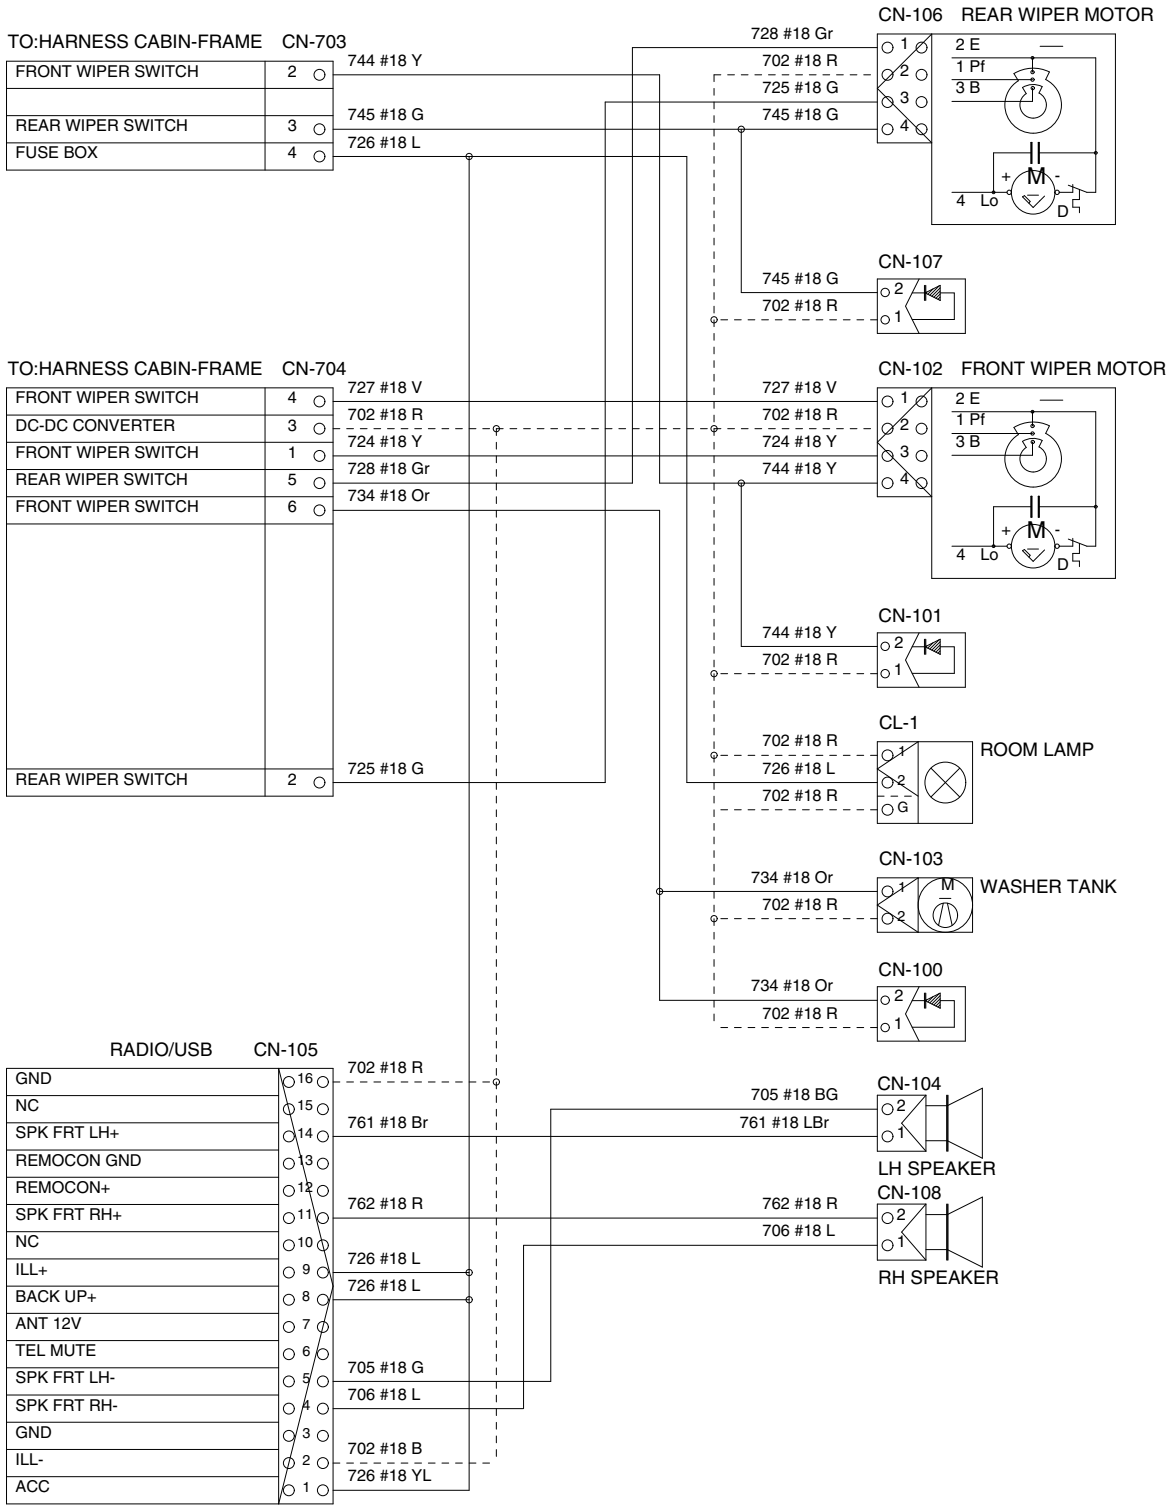 CN-106 REAR WIPER MOTOR
TO:HARNESS CABIN-FRAME CN-703
FRONT WIPER SWITCH 2 744 #18 Y
REAR WIPER SWITCH 3 745 #18 G
FUSE BOX 4 726 #18 L
728 #18 Gr 1
702 #18 R 2
725 #18 G 3
745 #18 G 4
2 E
1 Pf
3 B
+ M -
4 Lo D
CN-107
745 #18 G 2
702 #18 R 1
TO:HARNESS CABIN-FRAME CN-704
FRONT WIPER SWITCH 4 727 #18 V
DC-DC CONVERTER 3 702 #18 R
FRONT WIPER SWITCH 1 724 #18 Y
REAR WIPER SWITCH 5 728 #18 Gr
FRONT WIPER SWITCH 6 734 #18 Or
REAR WIPER SWITCH 2 725 #18 G
CN-102 FRONT WIPER MOTOR
727 #18 V 1
702 #18 R 2
724 #18 Y 3
744 #18 Y 4
2 E
1 Pf
3 B
+ M -
4 Lo D
CN-101
744 #18 Y 2
702 #18 R 1
CL-1
702 #18 R 1
726 #18 L 2
702 #18 R G
ROOM LAMP
CN-103
734 #18 Or 1
702 #18 R 2
M
WASHER TANK
CN-100
734 #18 Or 2
702 #18 R 1
RADIO/USB CN-105
GND 16 702 #18 R
NC 15
SPK FRT LH+ 14 761 #18 Br
REMOCON GND 13
REMOCON+ 12
SPK FRT RH+ 11 762 #18 R
NC 10
ILL+ 9 726 #18 L
BACK UP+ 8 726 #18 L
ANT 12V 7
TEL MUTE 6
SPK FRT LH- 5 705 #18 G
SPK FRT RH- 4 706 #18 L
GND 3
ILL- 2 702 #18 B
ACC 1 726 #18 YL
CN-104
705 #18 BG 2
761 #18 LBr 1
LH SPEAKER
CN-108
762 #18 R 2
706 #18 L 1
RH SPEAKER